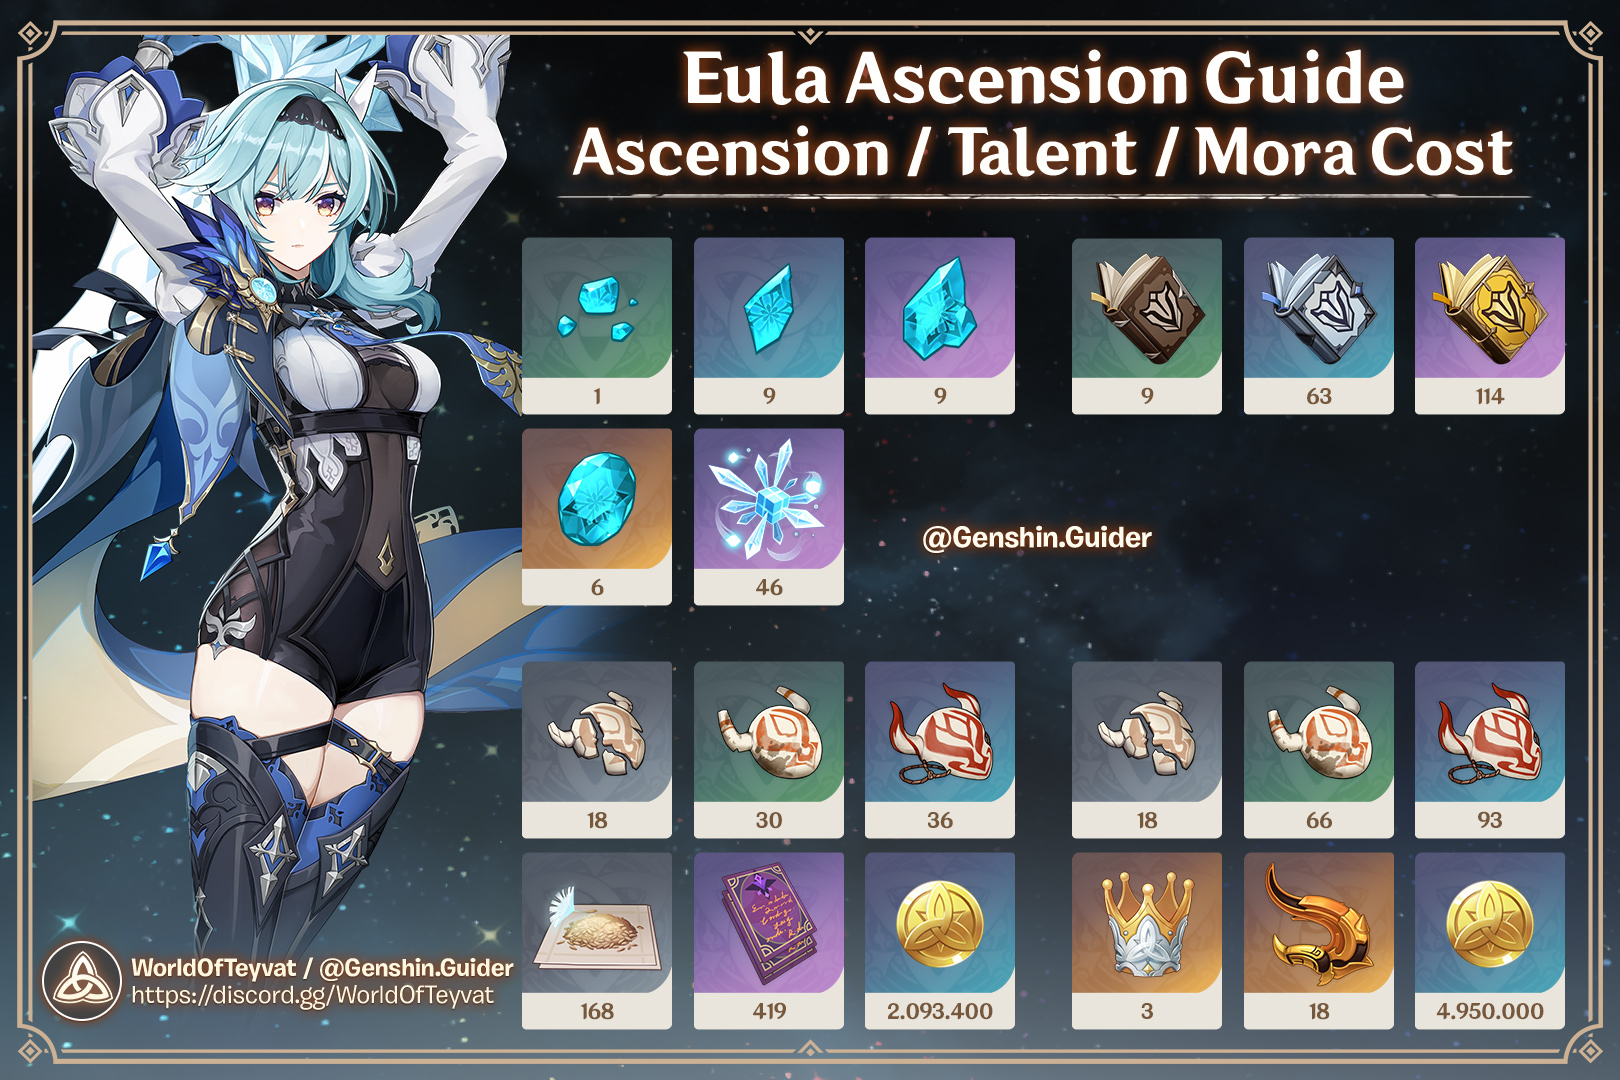 Eula Ascension Guide
Ascension / Talent / Mora Cost
1 9 9 9 63 114
6 46
@Genshin.Guider
18 30 36 18 66 93
168 419 2.093.400 3 18 4.950.000
WorldOfTeyvat / @Genshin.Guider
https://discord.gg/WorldOfTeyvat